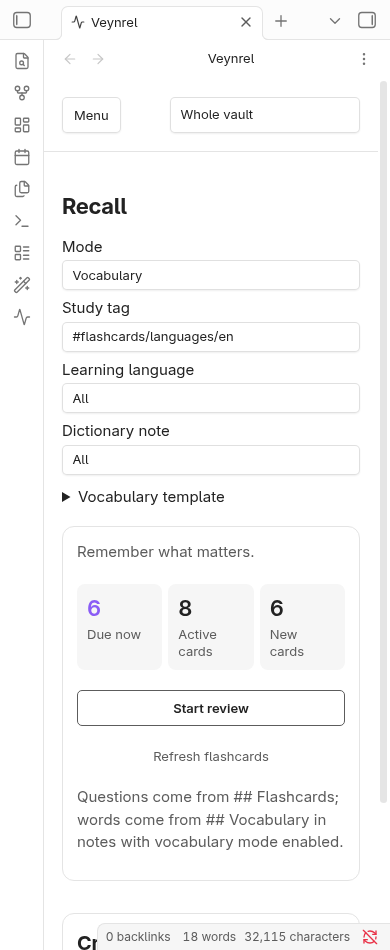 Veynrel
Veynrel
Menu
Whole vault
Recall
Mode
Vocabulary
Study tag
#flashcards/languages/en
Learning language
All
Dictionary note
All
Vocabulary template
Remember what matters.
6
Due now
8
Active
cards
6
New
cards
Start review
Refresh flashcards
Questions come from ## Flashcards;
words come from ## Vocabulary in
notes with vocabulary mode enabled.
0 backlinks 18 words 32,115 characters